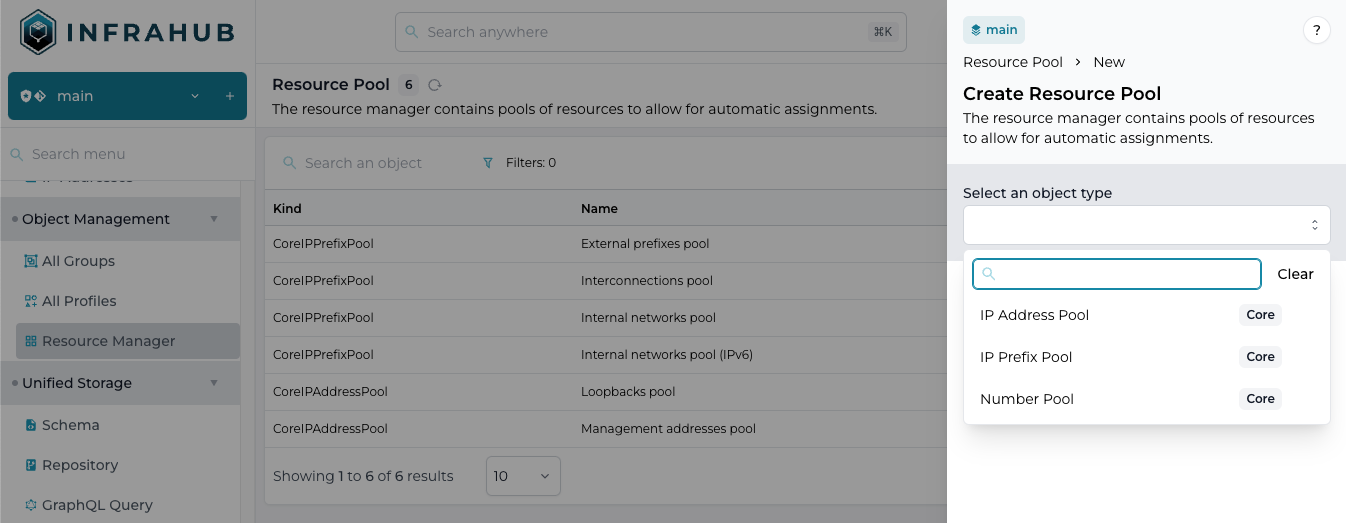 INFRAHUB
main
Search menu
IP Addresses
Object Management
All Groups
All Profiles
Resource Manager
Unified Storage
Schema
Repository
GraphQL Query
Search anywhere
⌘K
Resource Pool 6
The resource manager contains pools of resources to allow for automatic assignments.
Search an object
Filters: 0
Kind Name
CoreIPPrefixPool External prefixes pool
CoreIPPrefixPool Interconnections pool
CoreIPPrefixPool Internal networks pool
CoreIPPrefixPool Internal networks pool (IPv6)
CoreIPAddressPool Loopbacks pool
CoreIPAddressPool Management addresses pool
Showing 1 to 6 of 6 results 10
main
?
Resource Pool > New
Create Resource Pool
The resource manager contains pools of resources
to allow for automatic assignments.
Select an object type
Clear
IP Address Pool Core
IP Prefix Pool Core
Number Pool Core